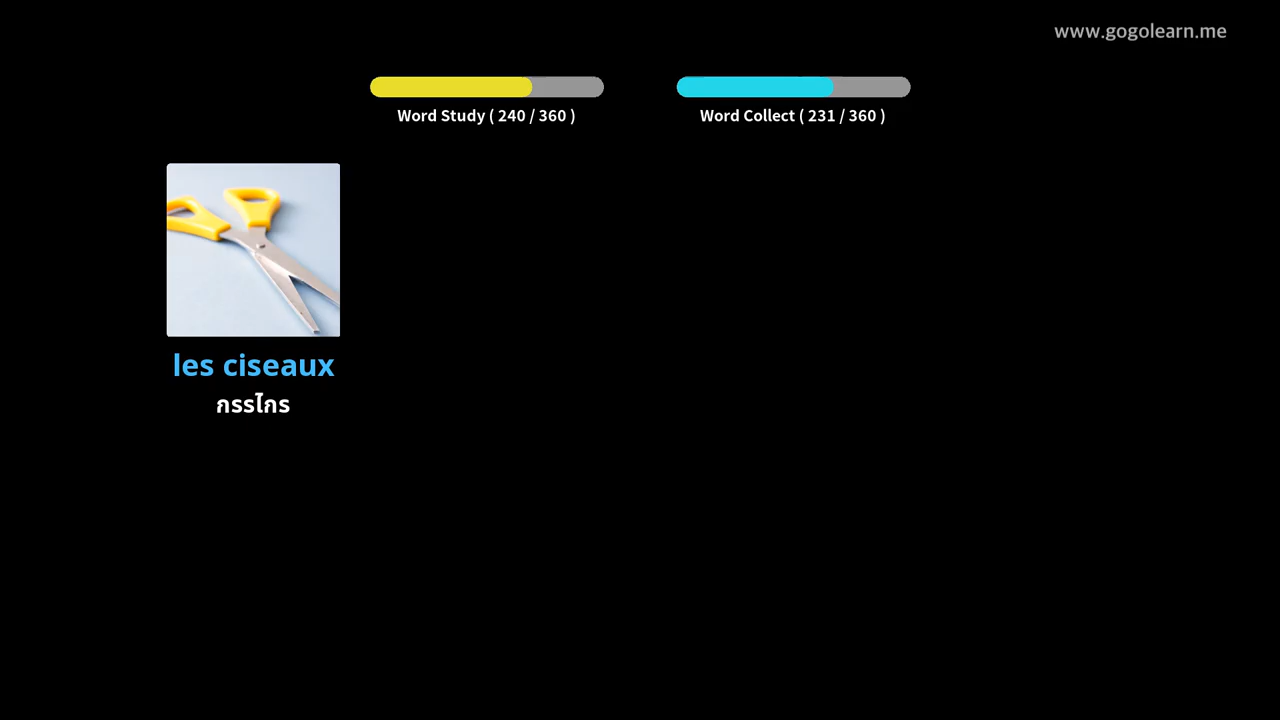 www.gogolearn.me
Word Study ( 240 / 360 )
Word Collect ( 231 / 360 )
les ciseaux
กรรไกร